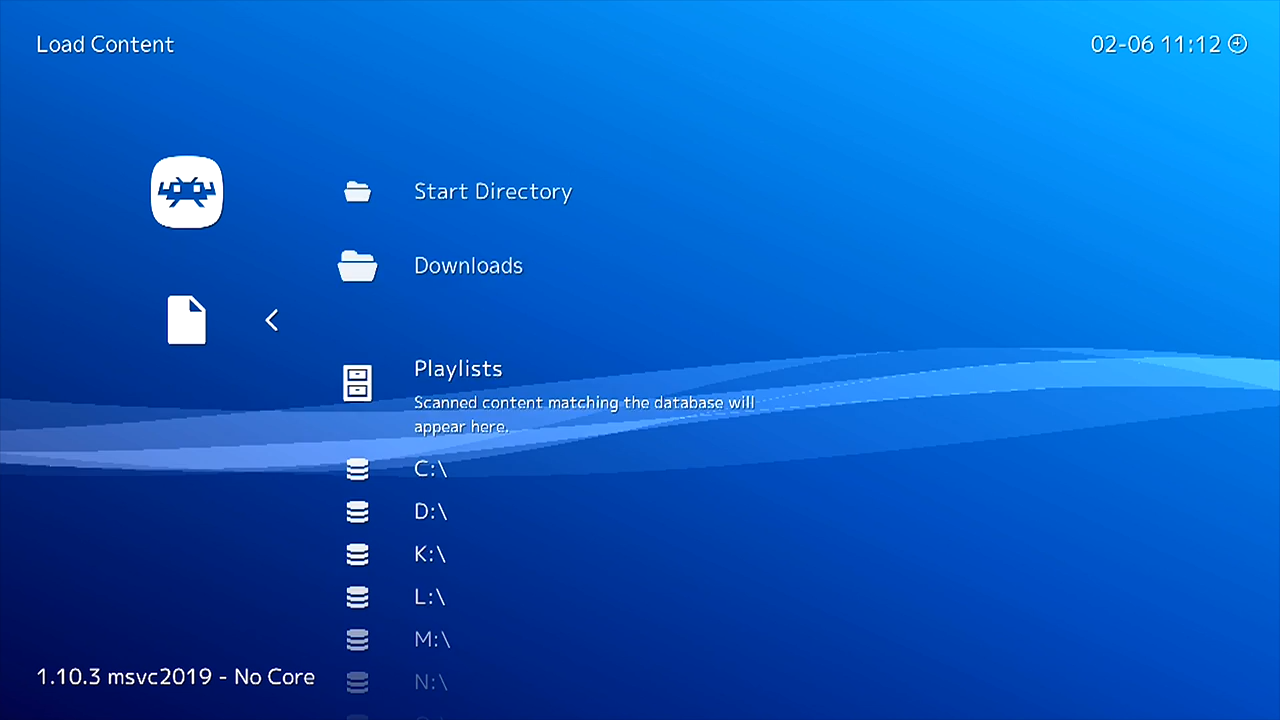 Load Content
02-06 11:12
Start Directory
Downloads
Playlists
Scanned content matching the database will
appear here.
C:\
D:\
K:\
L:\
M:\
N:\
1.10.3 msvc2019 - No Core